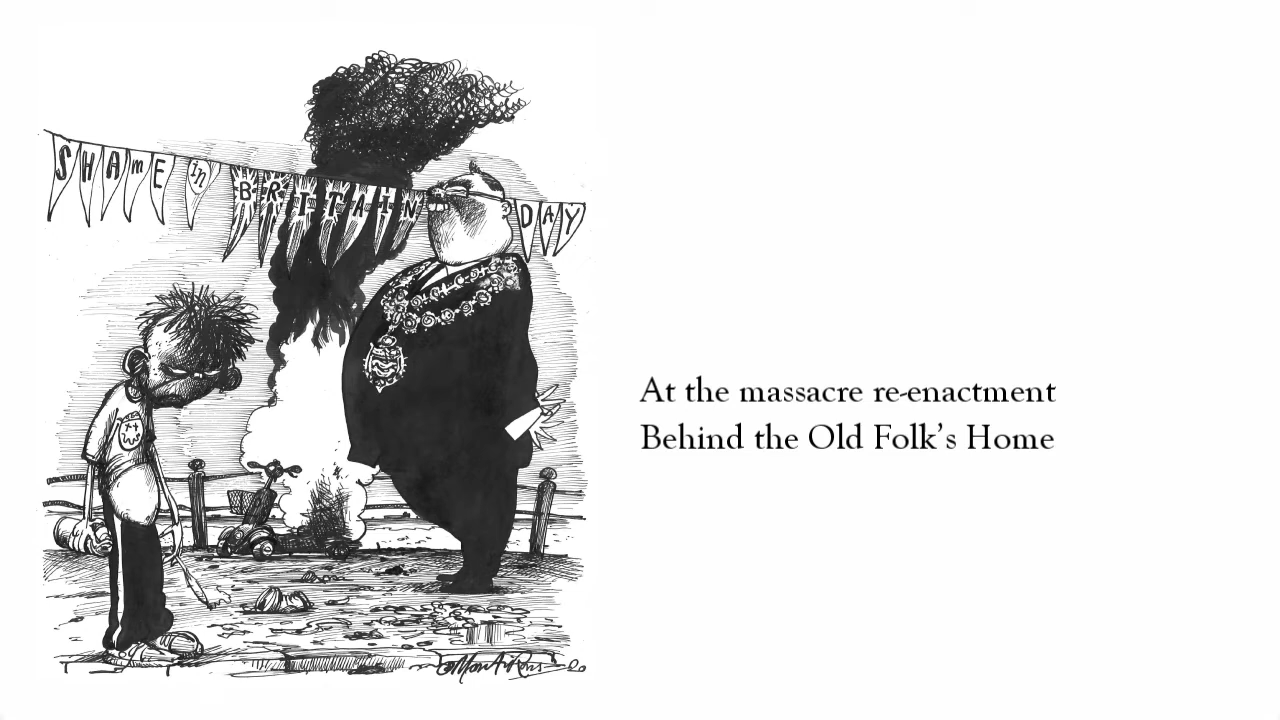 SHAME in BRITAIN DAY
At the massacre re-enactment
Behind the Old Folk's Home